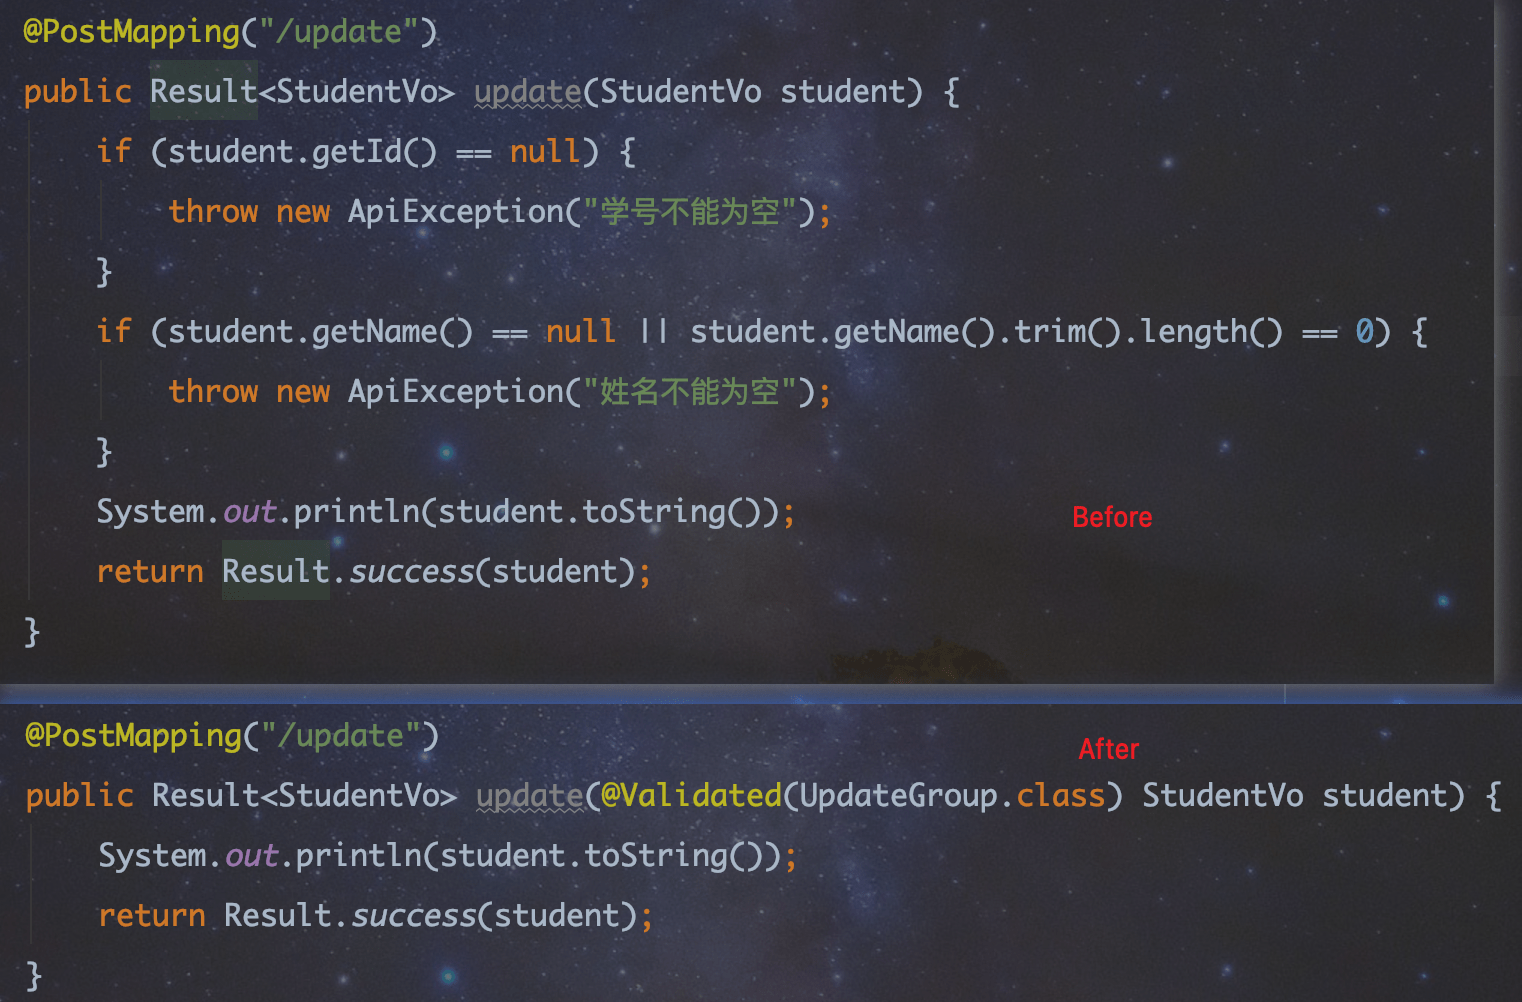 @PostMapping("/update")
public Result<StudentVo> update(StudentVo student) {
if (student.getId() == null) {
throw new ApiException("学号不能为空");
}
if (student.getName() == null || student.getName().trim().length() == 0) {
throw new ApiException("姓名不能为空");
}
System.out.println(student.toString());
Before
return Result.success(student);
}
@PostMapping("/update")
After
public Result<StudentVo> update(@Validated(UpdateGroup.class) StudentVo student) {
System.out.println(student.toString());
return Result.success(student);
}